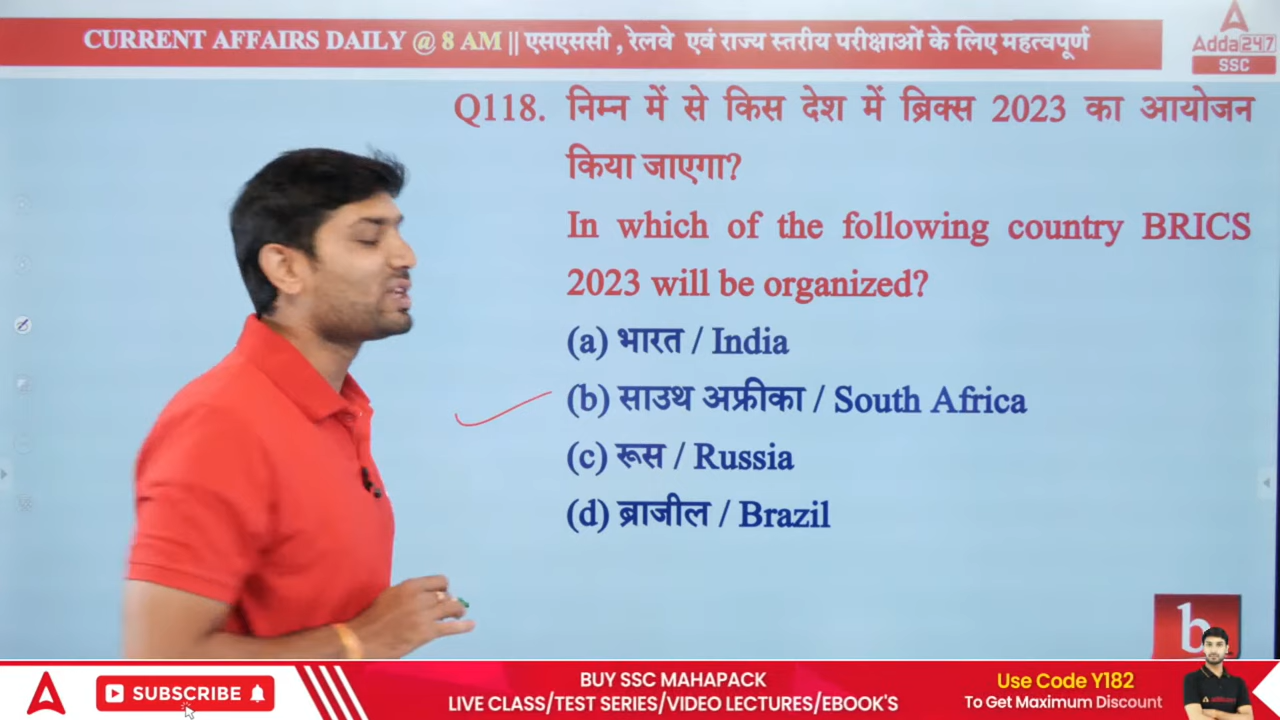 CURRENT AFFAIRS DAILY @ 8 AM || एसएससी , रेलवे एवं राज्य स्तरीय परीक्षाओं के लिए महत्वपूर्ण
Adda 247
SSC
Q118. निम्न में से किस देश में ब्रिक्स 2023 का आयोजन
किया जाएगा?
In which of the following country BRICS
2023 will be organized?
(a) भारत / India
(b) साउथ अफ्रीका / South Africa
(c) रूस / Russia
(d) ब्राजील / Brazil
b
SUBSCRIBE
BUY SSC MAHAPACK
LIVE CLASS/TEST SERIES/VIDEO LECTURES/EBOOK'S
Use Code Y182
To Get Maximum Discount